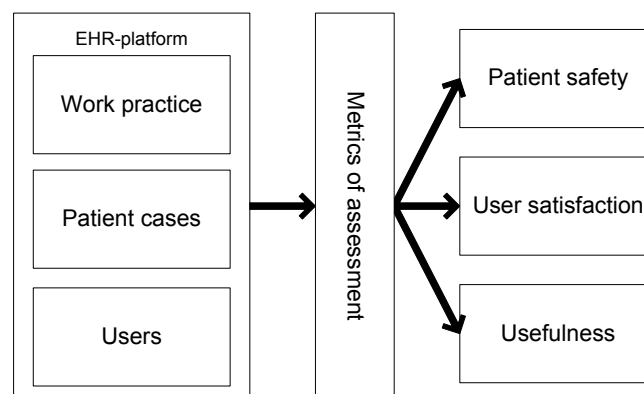 EHR-platform
Work practice
Patient cases
Users
Metrics of
assessment
Patient safety
User satisfaction
Usefulness